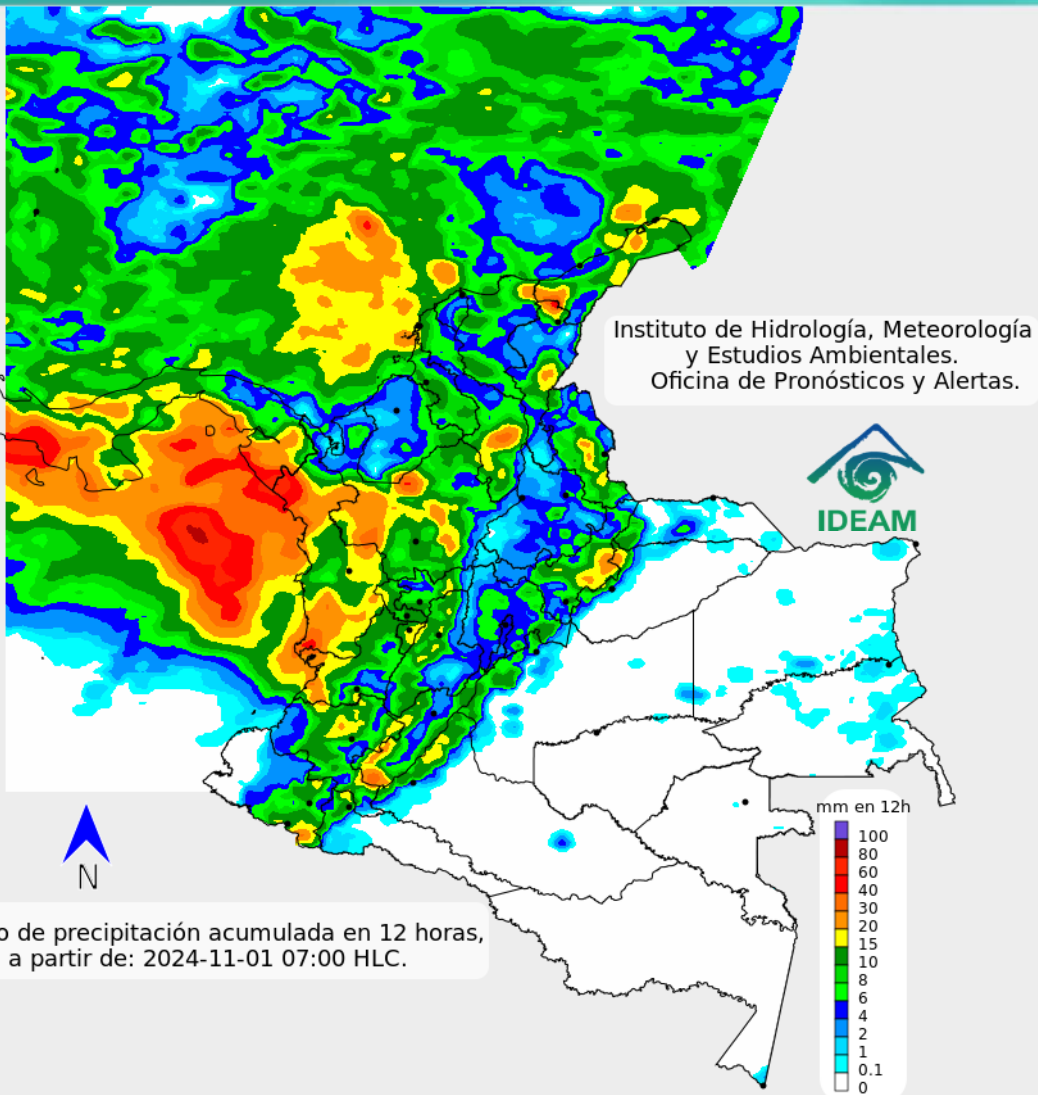 Instituto de Hidrología, Meteorología
y Estudios Ambientales.
Oficina de Pronósticos y Alertas.
IDEAM
mm en 12h
100
80
60
40
30
20
15
10
8
6
4
2
1
0.1
0
N
o de precipitación acumulada en 12 horas,
a partir de: 2024-11-01 07:00 HLC.